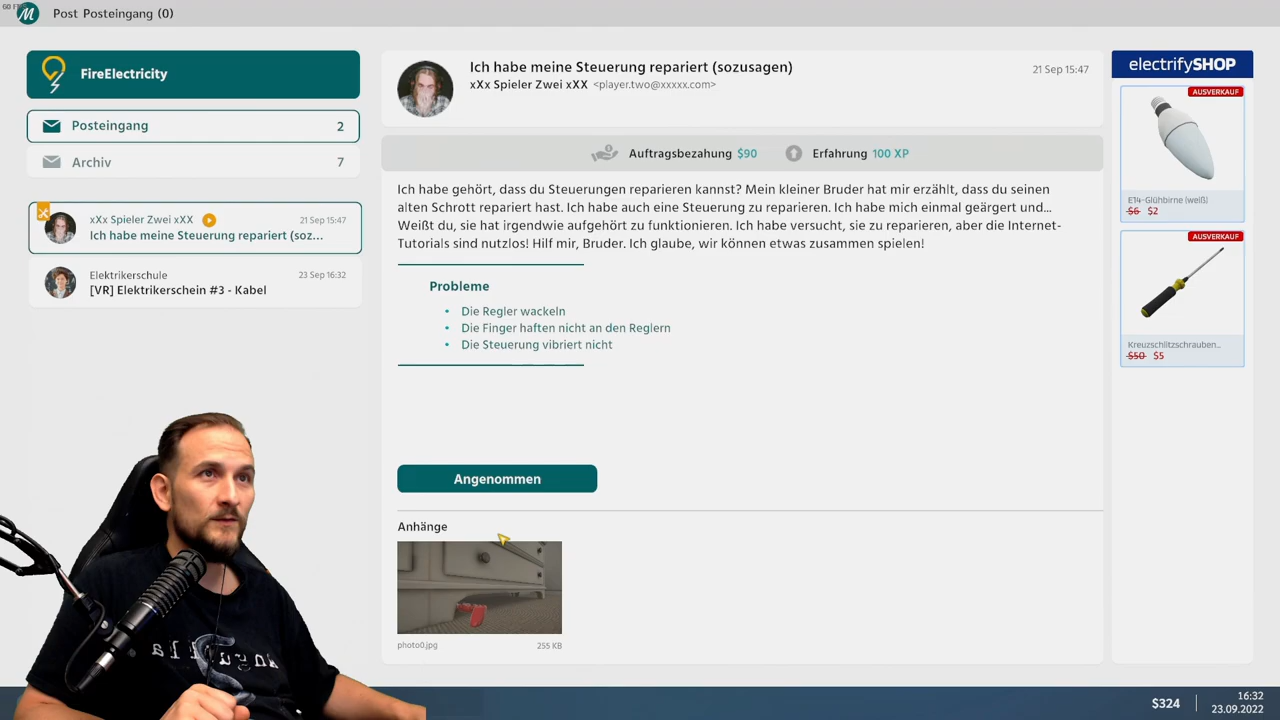 60 F
Post Posteingang (0)
FireElectricity
Posteingang 2
Archiv 7
xXx Spieler Zwei xXX 21 Sep 15:47
Ich habe meine Steuerung repariert (soz...
Elektrikerschule 23 Sep 16:32
[VR] Elektrikerschein #3 - Kabel
Ich habe meine Steuerung repariert (sozusagen)
xXx Spieler Zwei xXX <player.two@xxxxx.com>
21 Sep 15:47
Auftragsbezahlung $90 Erfahrung 100 XP
Ich habe gehört, dass du Steuerungen reparieren kannst? Mein kleiner Bruder hat mir erzählt, dass du seinen
alten Schrott repariert hast. Ich habe auch eine Steuerung zu reparieren. Ich habe mich einmal geärgert und...
Weißt du, sie hat irgendwie aufgehört zu funktionieren. Ich habe versucht, sie zu reparieren, aber die Internet-
Tutorials sind nutzlos! Hilf mir, Bruder. Ich glaube, wir können etwas zusammen spielen!
Probleme
• Die Regler wackeln
• Die Finger haften nicht an den Reglern
• Die Steuerung vibriert nicht
Angenommen
Anhänge
photo0.jpg 255 KB
electrifySHOP
AUSVERKAUF
E14-Glühbirne (weiß)
$6 $2
AUSVERKAUF
Kreuzschlitzschrauben...
$50 $5
$324
16:32
23.09.2022